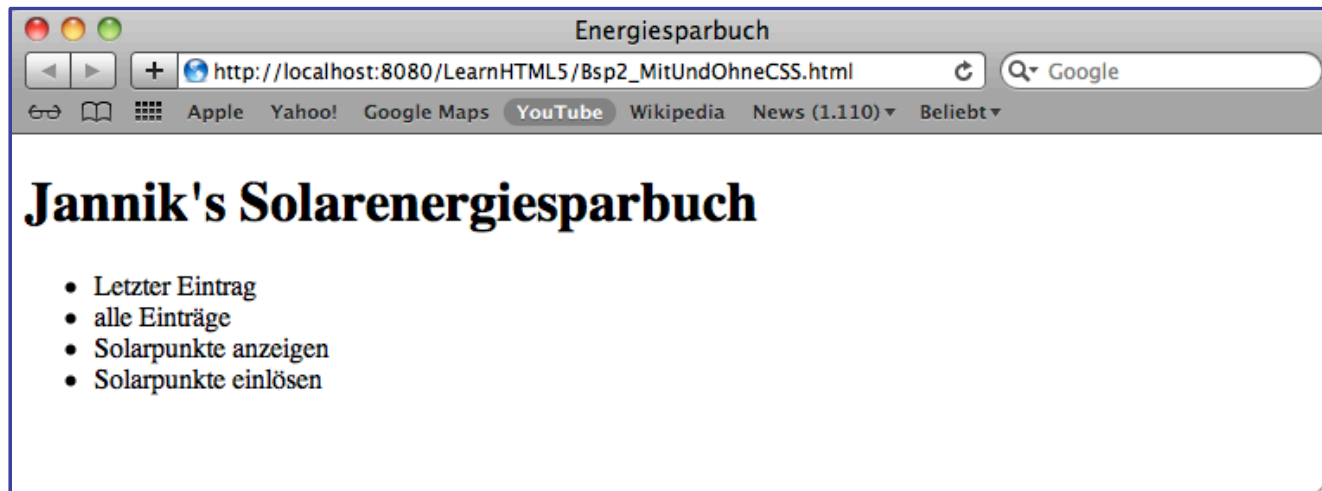 Energiesparbuch
http://localhost:8080/LearnHTML5/Bsp2_MitUndOhneCSS.html Google
Apple Yahoo! Google Maps YouTube Wikipedia News (1.110) Beliebt
Jannik's Solarenergiesparbuch
Letzter Eintrag
alle Einträge
Solarpunkte anzeigen
Solarpunkte einlösen